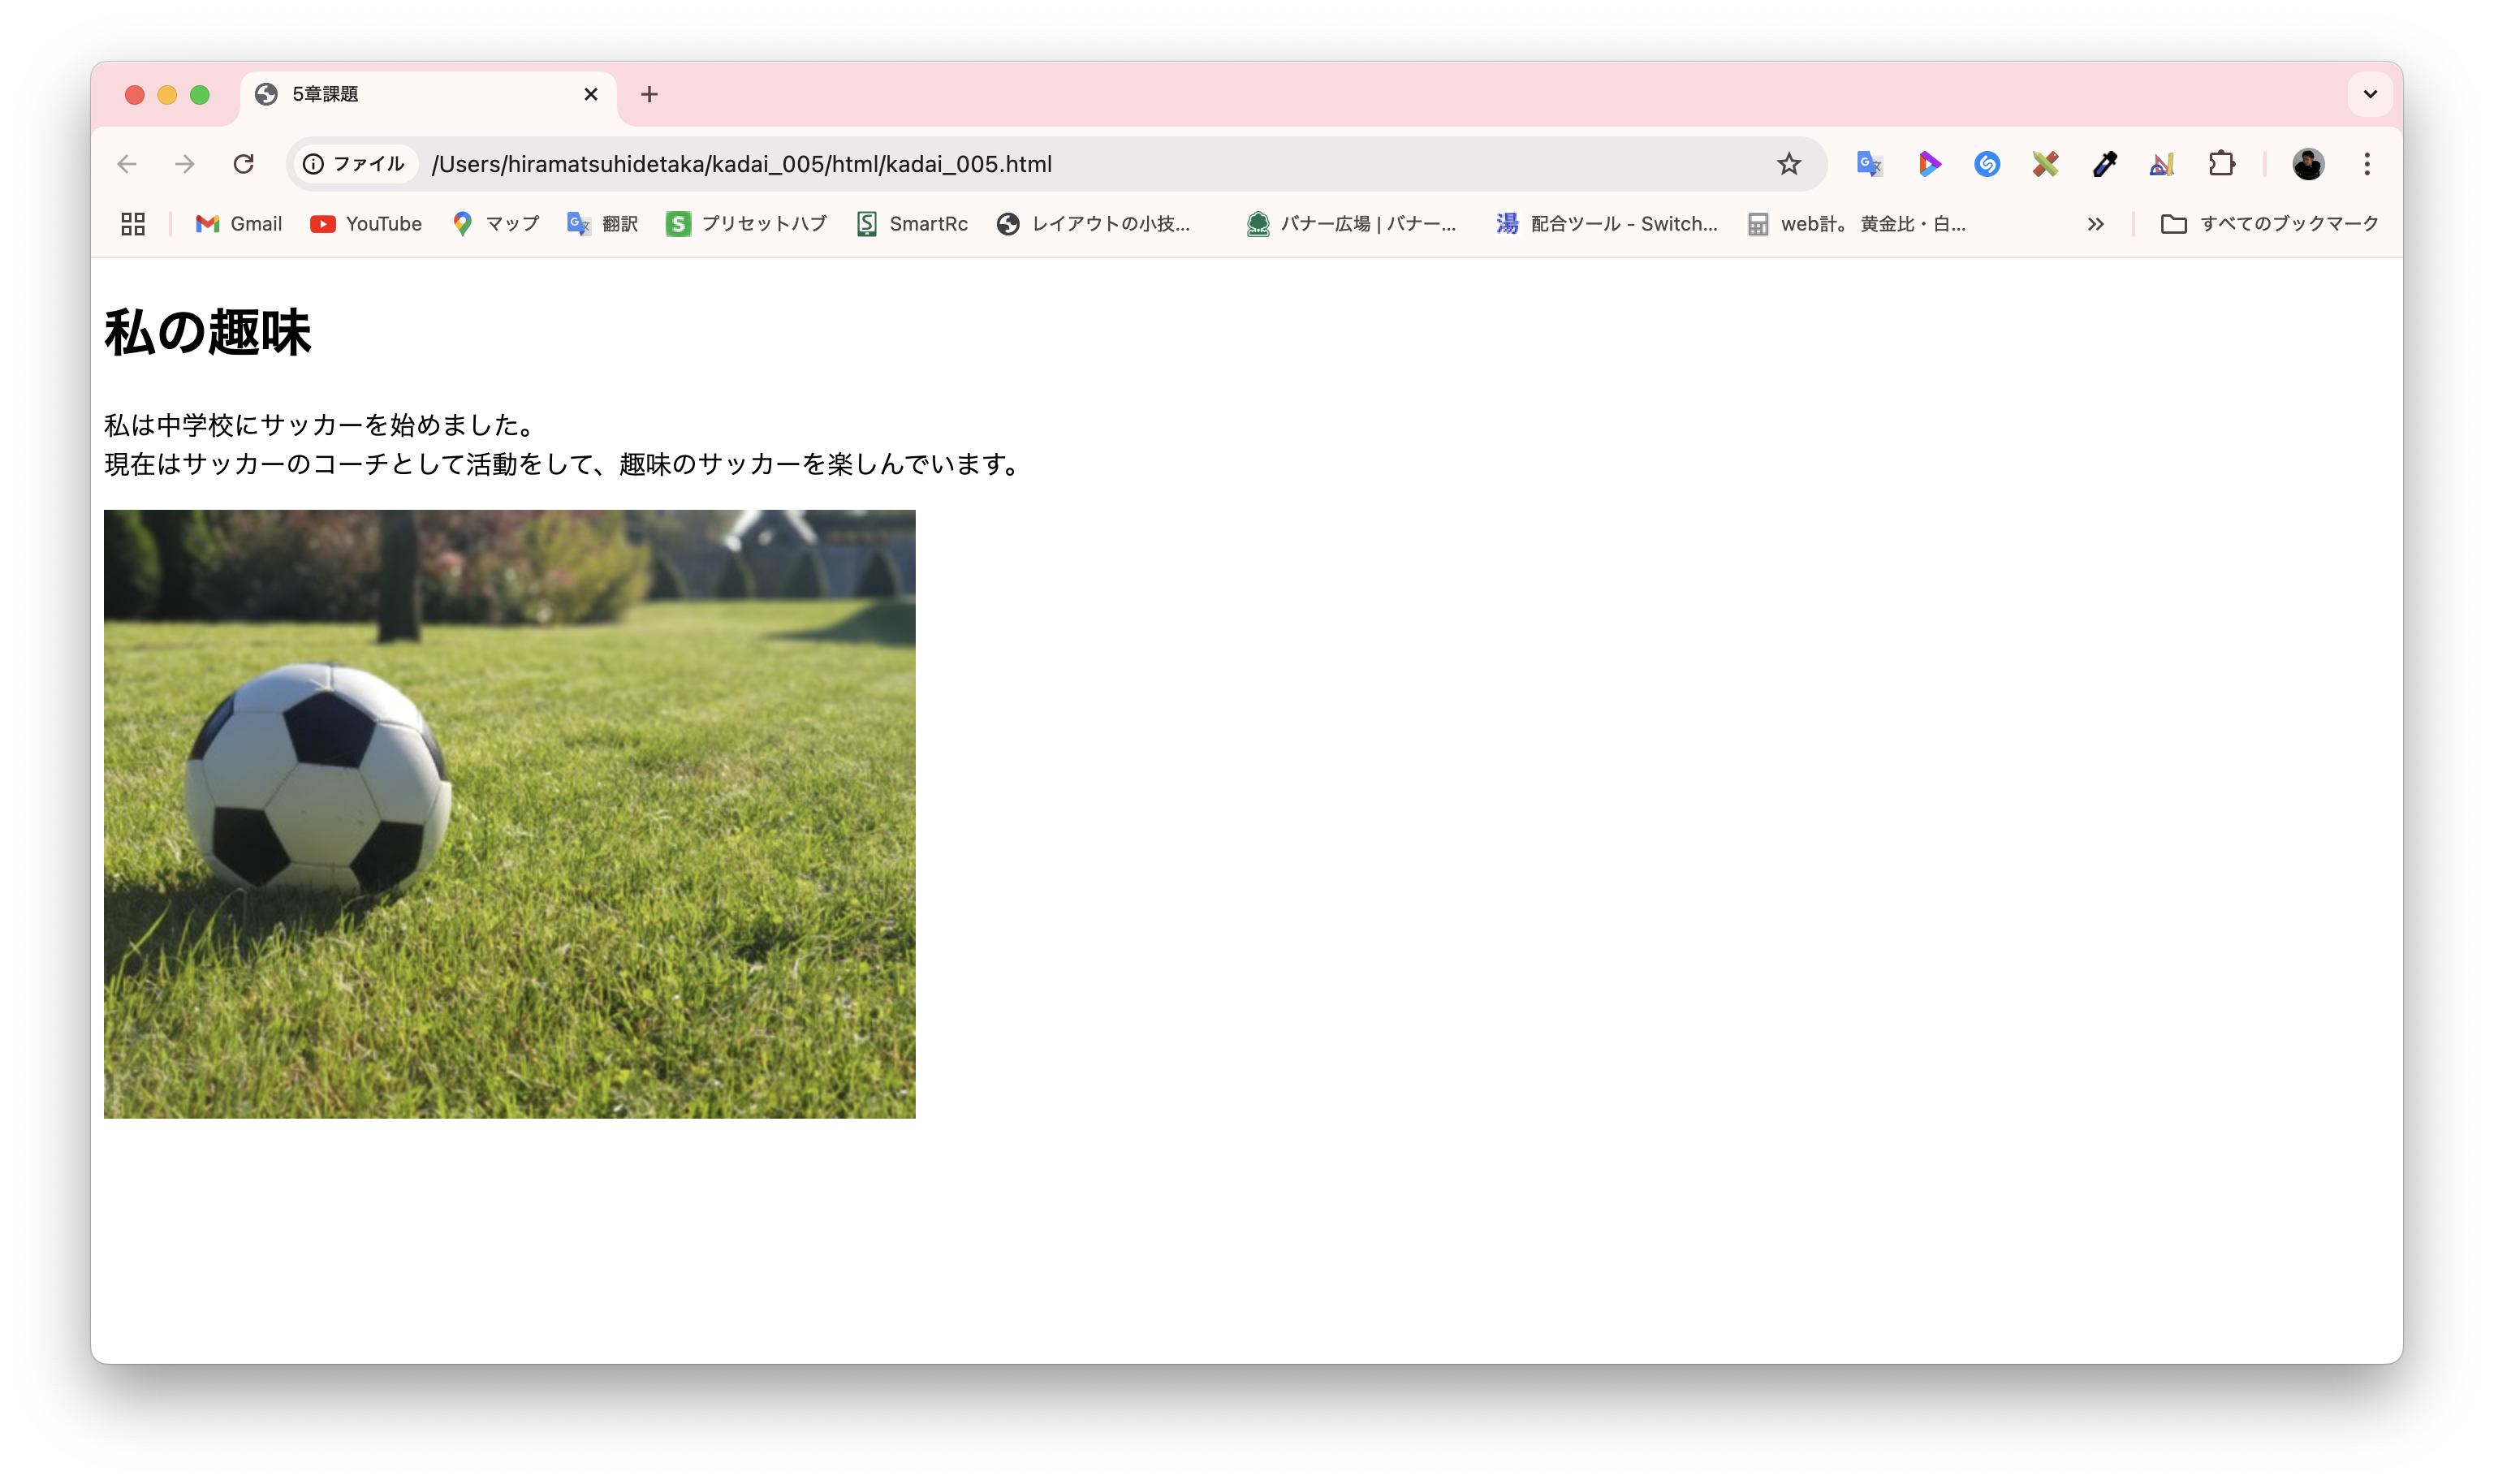 5章課題
ファイル
/Users/hiramatsuhidetaka/kadai_005/html/kadai_005.html
Gmail
YouTube
マップ
翻訳
プリセットハブ
SmartRc
レイアウトの小技...
バナー広場 | バナー...
湯
配合ツール - Switch...
web計。 黄金比・白...
すべてのブックマーク
私の趣味
私は中学校にサッカーを始めました。
現在はサッカーのコーチとして活動をして、趣味のサッカーを楽しんでいます。